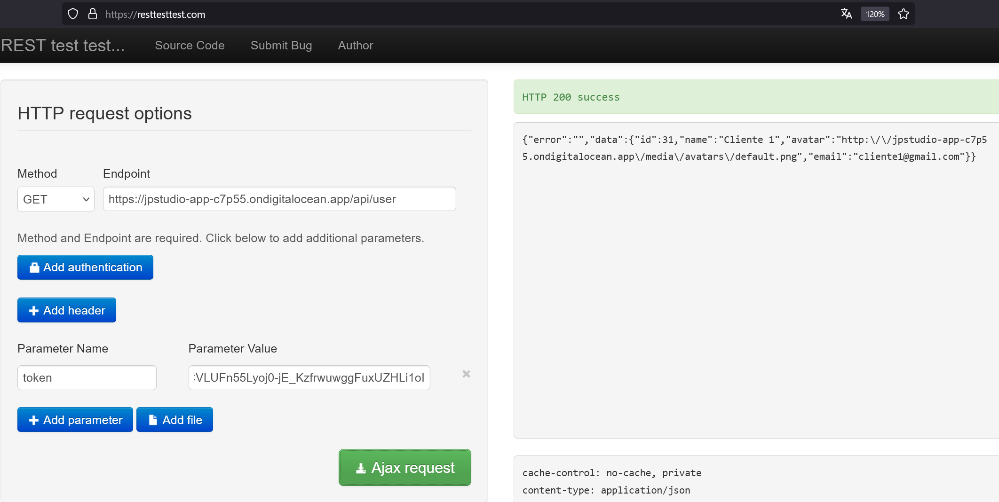 https://resttesttest.com
120%
REST test test...
Source Code
Submit Bug
Author
HTTP request options
Method
Endpoint
GET
https://jpstudio-app-c7p55.ondigitalocean.app/api/user
Method and Endpoint are required. Click below to add additional parameters.
Add authentication
Add header
Parameter Name
Parameter Value
token
VLUFn55Lyoj0-jE_KzfrwuwggFuxUZHLi1oI
Add parameter
Add file
Ajax request
HTTP 200 success
{"error":"","data":{"id":31,"name":"Cliente 1","avatar":"http:\/\/jpstudio-app-c7p5
5.ondigitalocean.app\/media\/avatars\/default.png","email":"cliente1@gmail.com"}}
cache-control: no-cache, private
content-type: application/json